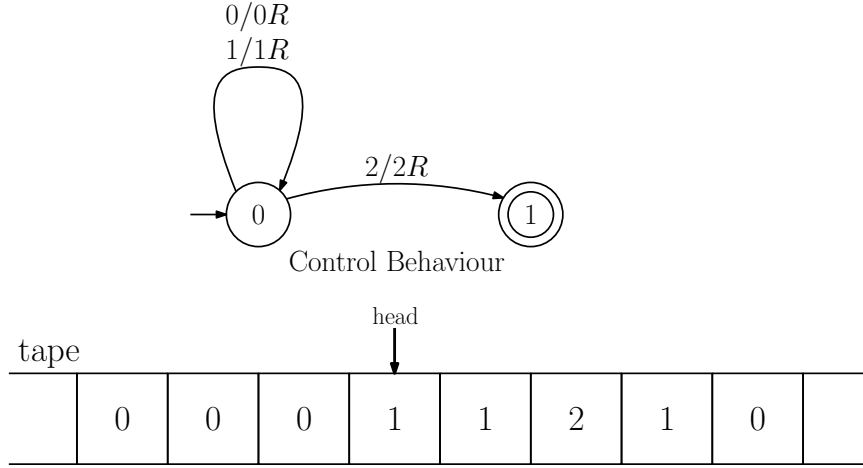 0/0R
1/1R
2/2R
0
1
Control Behaviour
head
tape
0 0 0 1 1 2 1 0